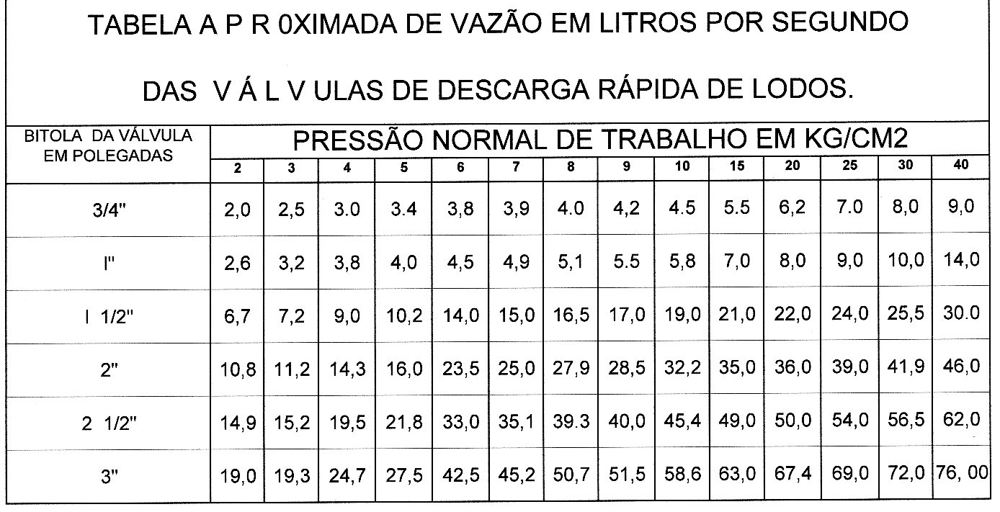 TABELA A P R 0XIMADA DE VAZÃO EM LITROS POR SEGUNDO
DAS V Á L V ULAS DE DESCARGA RÁPIDA DE LODOS.
BITOLA DA VÁLVULA
EM POLEGADAS
PRESSÃO NORMAL DE TRABALHO EM KG/CM2
2 3 4 5 6 7 8 9 10 15 20 25 30 40
3/4" 2,0 2,5 3.0 3.4 3,8 3,9 4.0 4,2 4.5 5.5 6,2 7.0 8,0 9,0
l" 2,6 3,2 3,8 4,0 4,5 4,9 5,1 5.5 5,8 7,0 8,0 9,0 10,0 14,0
l 1/2" 6,7 7,2 9,0 10,2 14,0 15,0 16,5 17,0 19,0 21,0 22,0 24,0 25,5 30.0
2" 10,8 11,2 14,3 16,0 23,5 25,0 27,9 28,5 32,2 35,0 36,0 39,0 41,9 46,0
2 1/2" 14,9 15,2 19,5 21,8 33,0 35,1 39.3 40,0 45,4 49,0 50,0 54,0 56,5 62,0
3" 19,0 19,3 24,7 27,5 42,5 45,2 50,7 51,5 58,6 63,0 67,4 69,0 72,0 76, 00